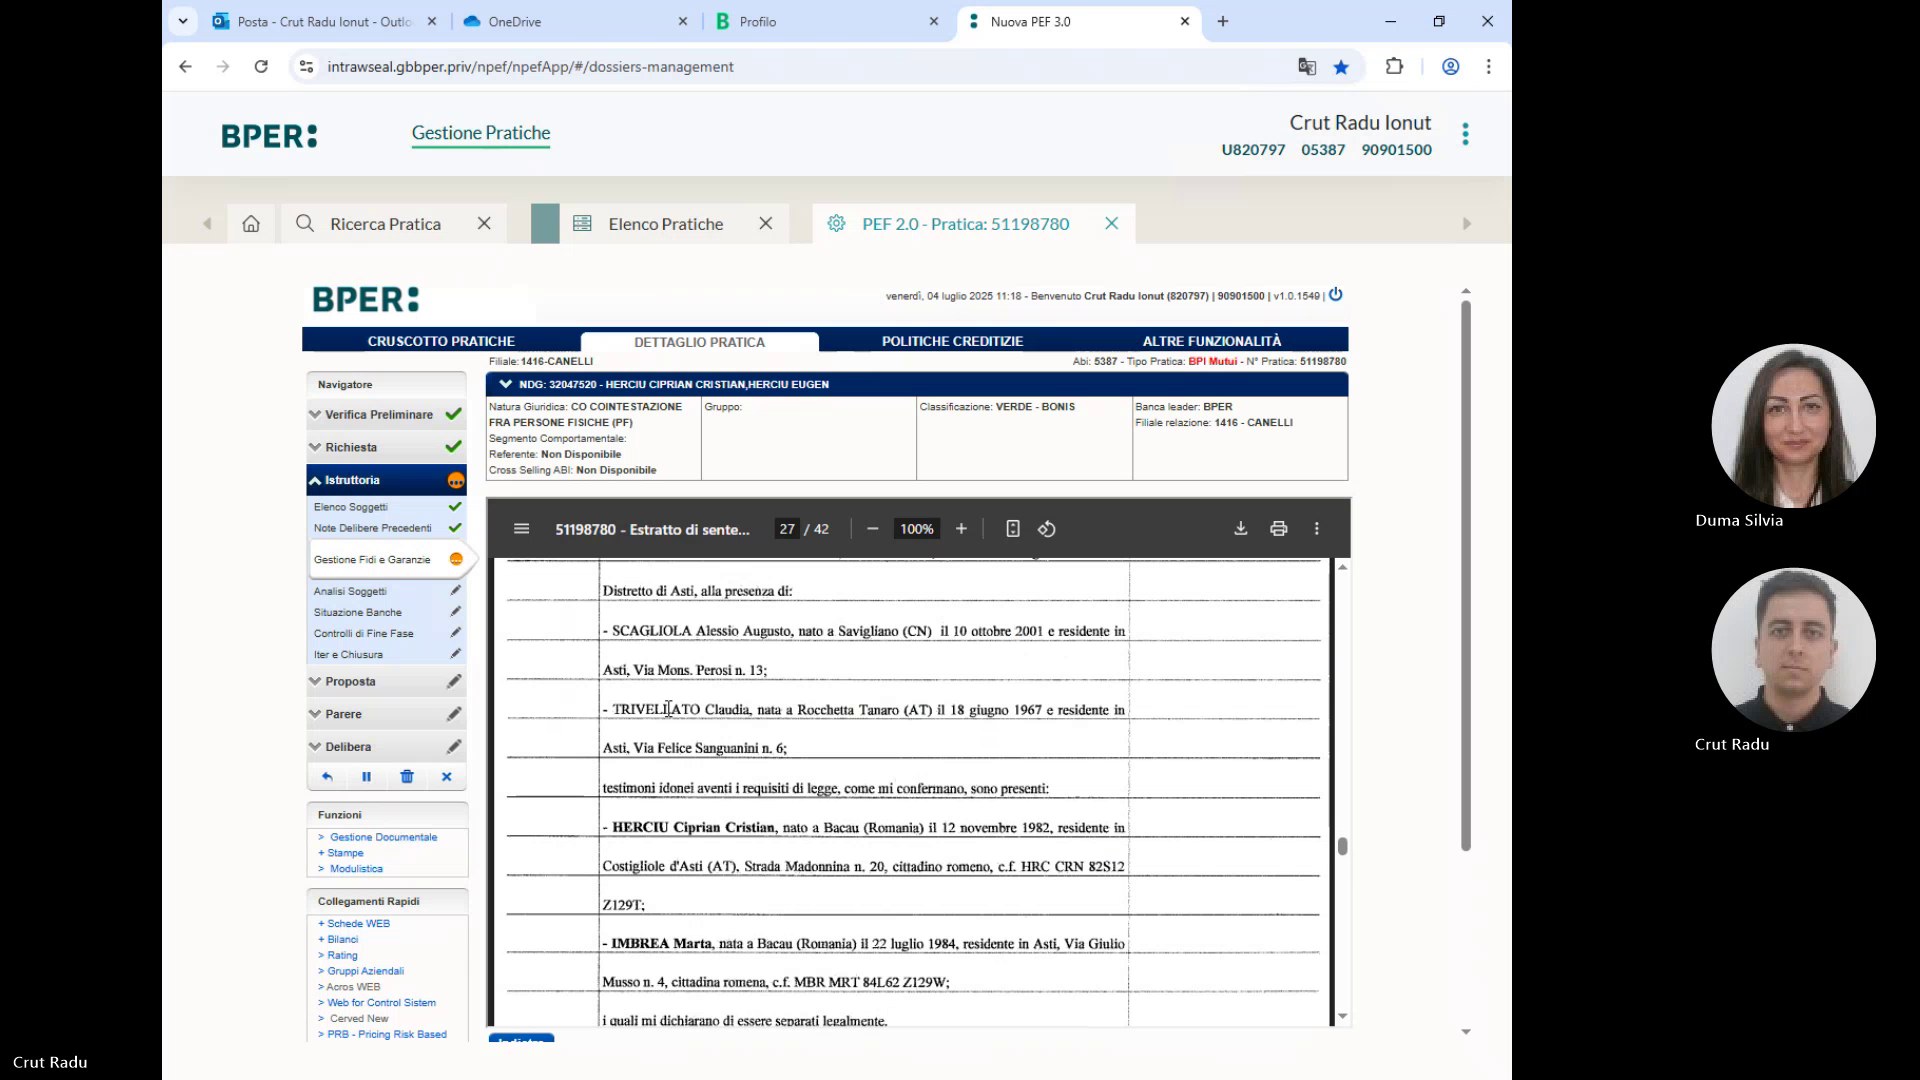 Posta - Crut Radu Ionut - Outlo
OneDrive
Profilo
Nuova PEF 3.0
intrawseal.gbbper.priv/npef/npefApp/#/dossiers-management
BPER:
Gestione Pratiche
Crut Radu Ionut
U820797 05387 90901500
Ricerca Pratica
Elenco Pratiche
PEF 2.0 - Pratica: 51198780
BPER:
venerdì, 04 luglio 2025 11:18 - Benvenuto Crut Radu Ionut (820797) | 90901500 | v1.0.1549 |
CRUSCOTTO PRATICHE
DETTAGLIO PRATICA
POLITICHE CREDITIZIE
ALTRE FUNZIONALITÀ
Filiale: 1416-CANELLI
Abi: 5387 - Tipo Pratica: BPI Mutui - N° Pratica: 51198780
Navigatore
Verifica Preliminare
Richiesta
Istruttoria
Elenco Soggetti
Note Delibere Precedenti
Gestione Fidi e Garanzie
Analisi Soggetti
Situazione Banche
Controlli di Fine Fase
Iter e Chiusura
Proposta
Parere
Delibera
Funzioni
> Gestione Documentale
+ Stampe
> Modulistica
Collegamenti Rapidi
+ Schede WEB
+ Bilanci
> Rating
> Gruppi Aziendali
> Acros WEB
> Web for Control Sistem
> Cerved New
> PRB - Pricing Risk Based
NDG: 32047520 - HERCIU CIPRIAN CRISTIAN,HERCIU EUGEN
Natura Giuridica: CO COINTESTAZIONE
FRA PERSONE FISICHE (PF)
Segmento Comportamentale:
Referente: Non Disponibile
Cross Selling ABI: Non Disponibile
Gruppo:
Classificazione: VERDE - BONIS
Banca leader: BPER
Filiale relazione: 1416 - CANELLI
51198780 - Estratto di sente...
27 / 42
100%
Distretto di Asti, alla presenza di:
- SCAGLIOLA Alessio Augusto, nato a Savigliano (CN) il 10 ottobre 2001 e residente in
Asti, Via Mons. Perosi n. 13;
- TRIVELLATO Claudia, nata a Rocchetta Tanaro (AT) il 18 giugno 1967 e residente in
Asti, Via Felice Sanguanini n. 6;
testimoni idonei aventi i requisiti di legge, come mi confermano, sono presenti:
- HERCIU Ciprian Cristian, nato a Bacau (Romania) il 12 novembre 1982, residente in
Costigliole d'Asti (AT), Strada Madonnina n. 20, cittadino romeno, c.f. HRC CRN 82S12
Z129T;
- IMBREA Marta, nata a Bacau (Romania) il 22 luglio 1984, residente in Asti, Via Giulio
Musso n. 4, cittadina romena, c.f. MBR MRT 84L62 Z129W;
i quali mi dichiarano di essere separati legalmente.
Indietro
Duma Silvia
Crut Radu
Crut Radu